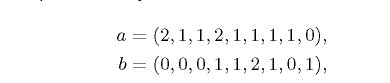 a = (2, 1, 1, 2, 1, 1, 1, 1, 0),
b = (0, 0, 0, 1, 1, 2, 1, 0, 1),